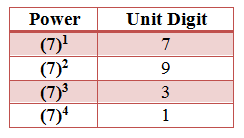 Power Unit Digit
(7)¹ 7
(7)² 9
(7)³ 3
(7)⁴ 1